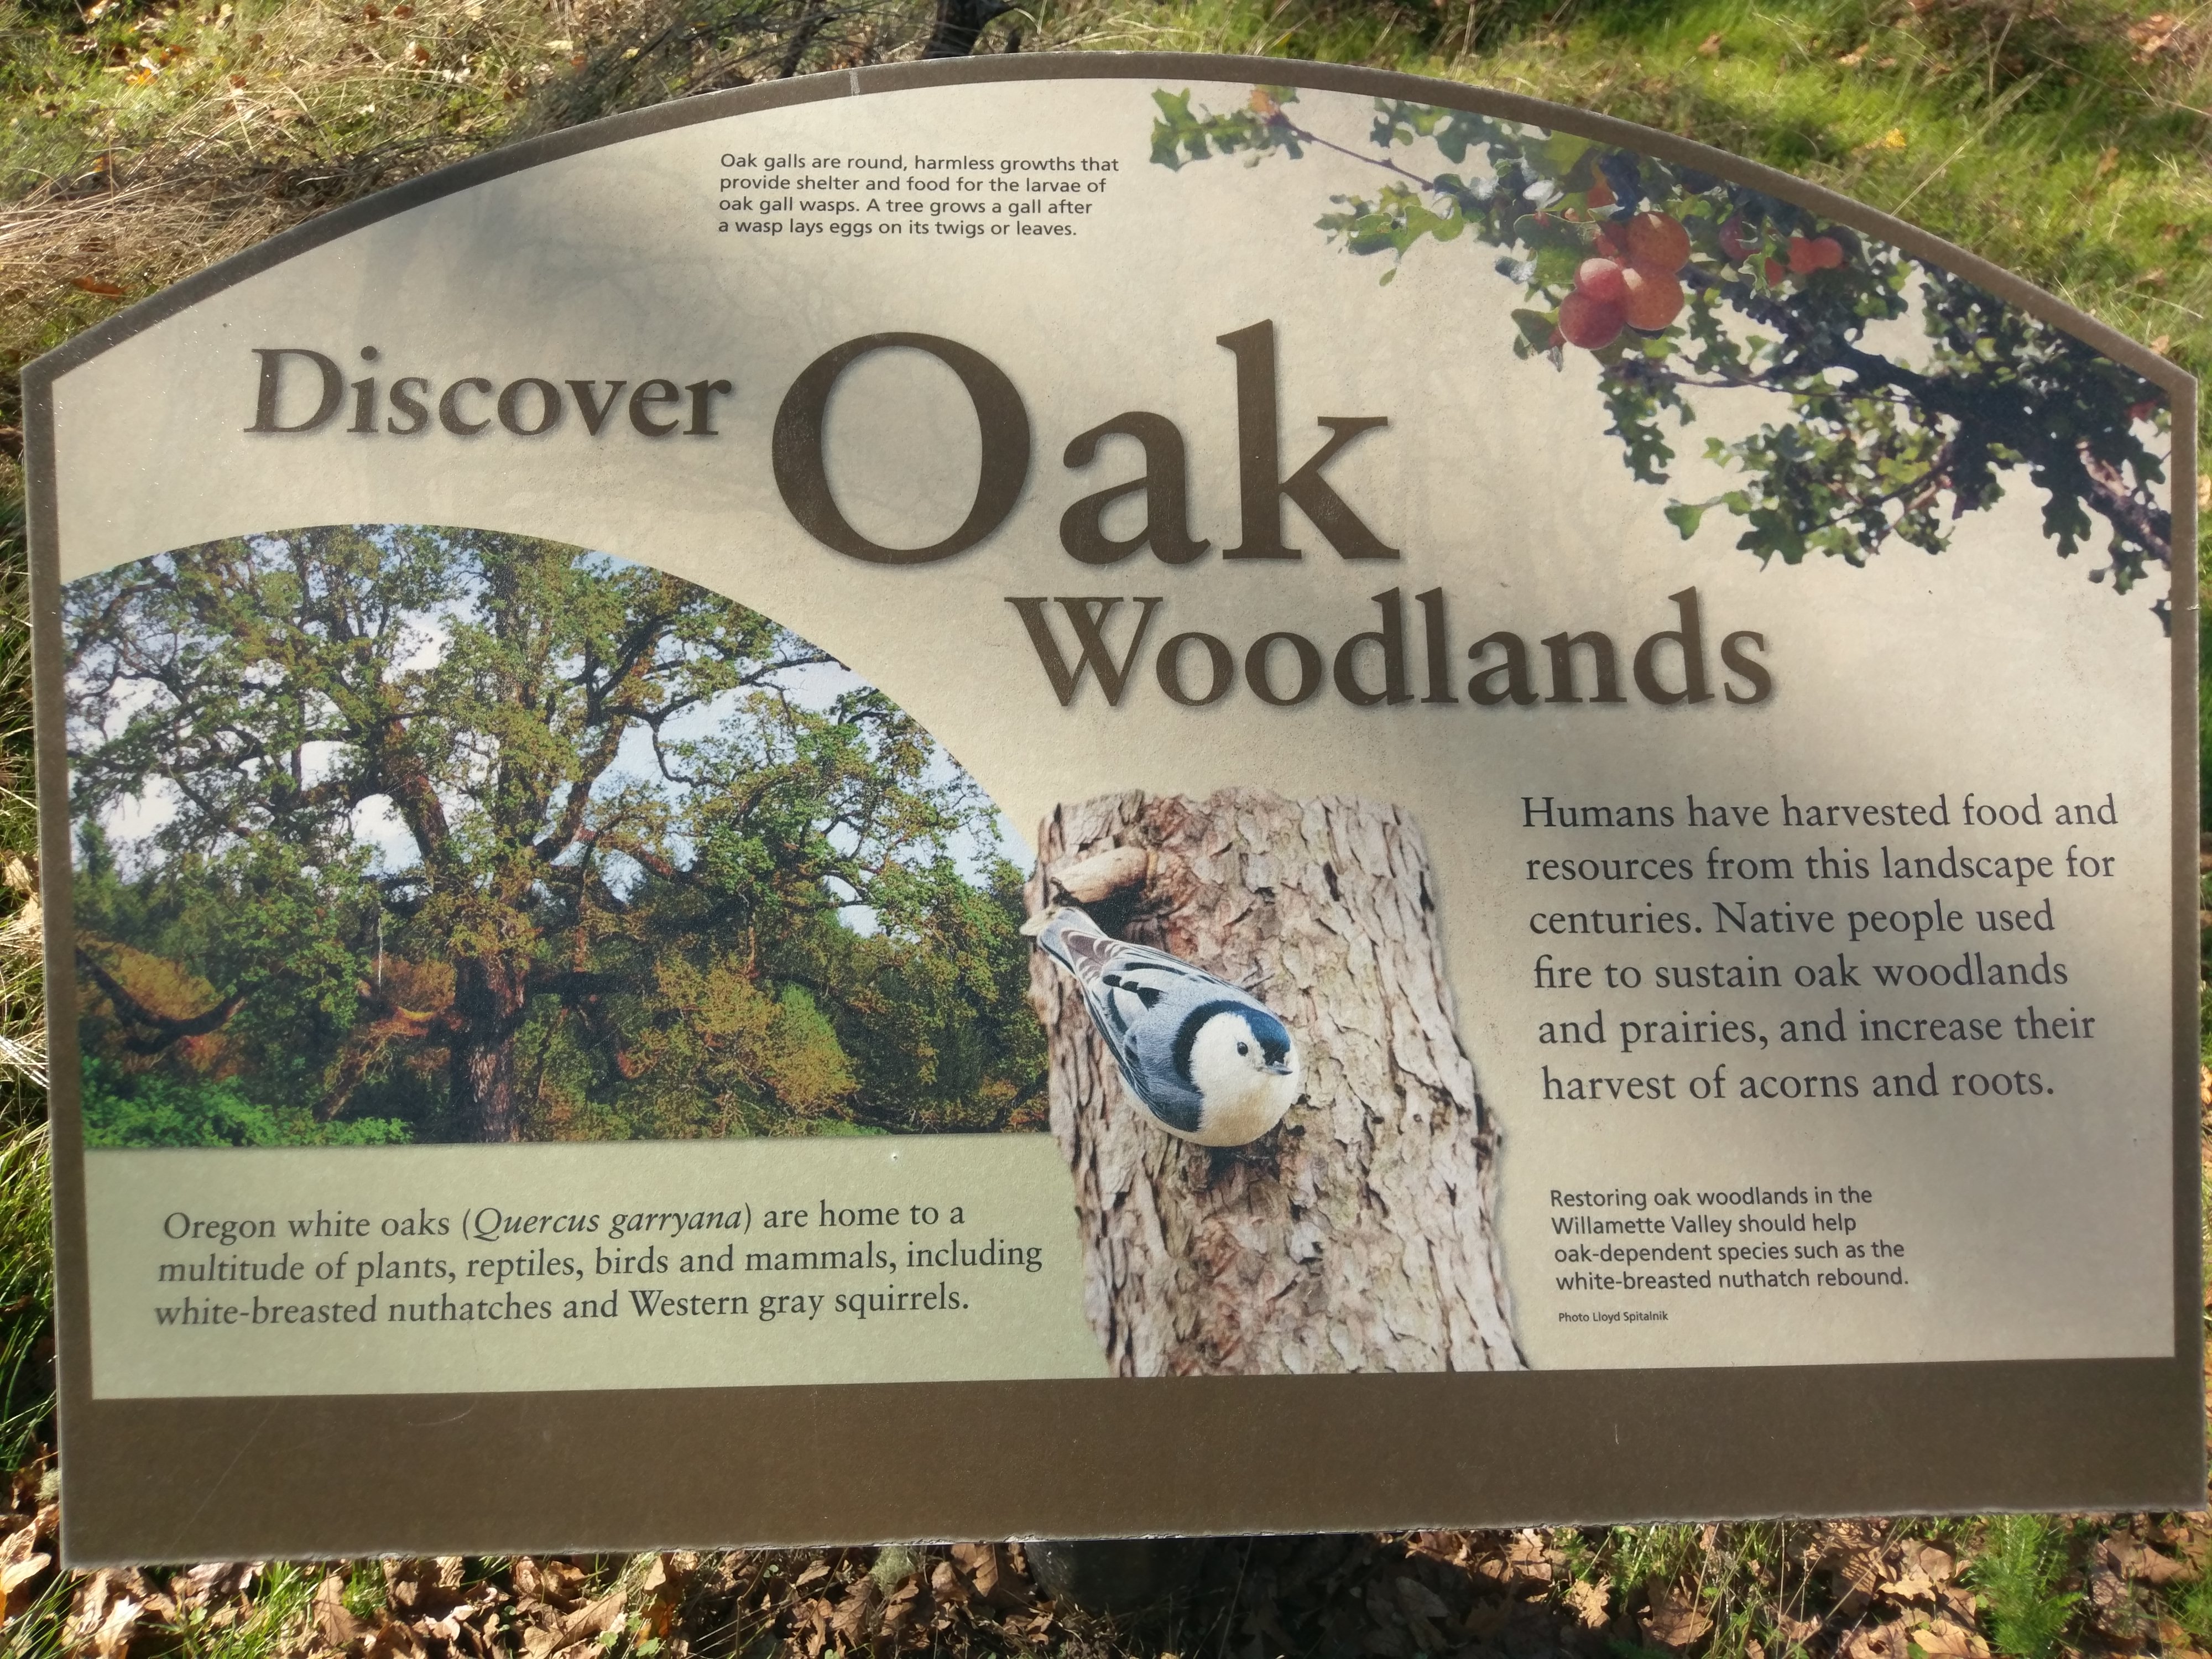 Oak galls are round, harmless growths that
provide shelter and food for the larvae of
oak gall wasps. A tree grows a gall after
a wasp lays eggs on its twigs or leaves.
Discover Oak
Woodlands
Humans have harvested food and
resources from this landscape for
centuries. Native people used
fire to sustain oak woodlands
and prairies, and increase their
harvest of acorns and roots.
Oregon white oaks (Quercus garryana) are home to a
multitude of plants, reptiles, birds and mammals, including
white-breasted nuthatches and Western gray squirrels.
Restoring oak woodlands in the
Willamette Valley should help
oak-dependent species such as the
white-breasted nuthatch rebound.
Photo Lloyd Spitalnik